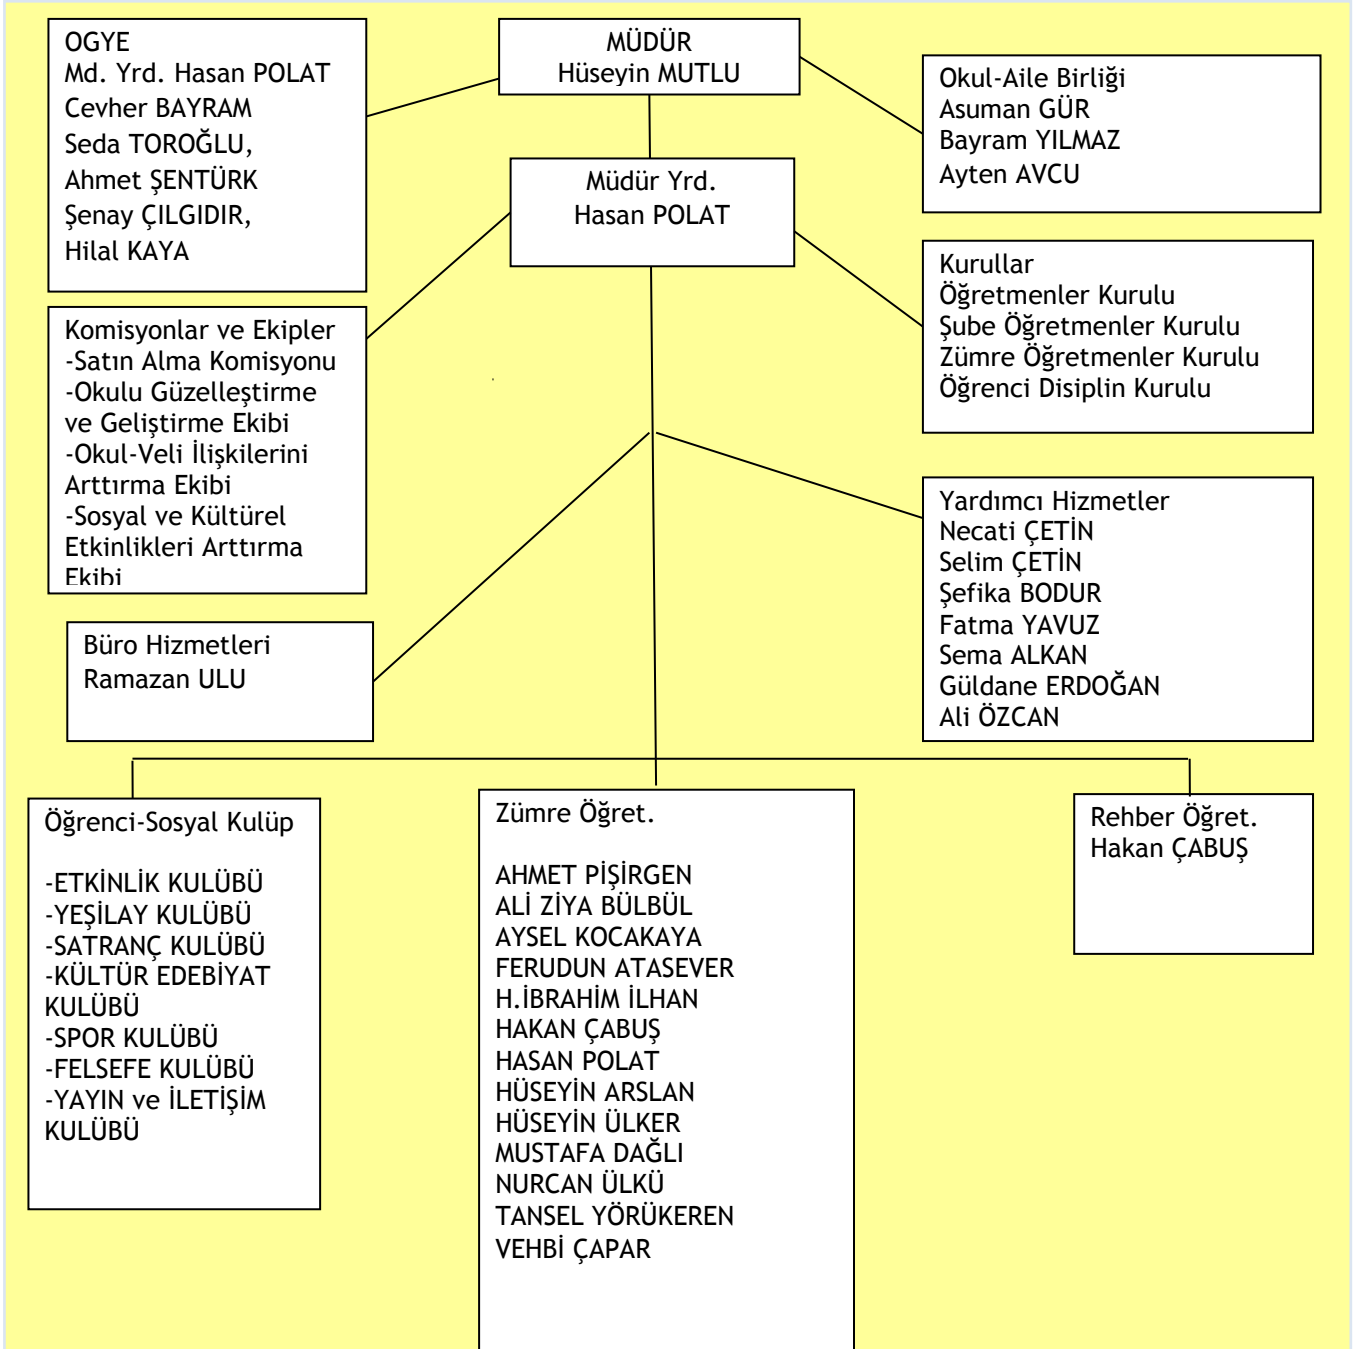 OGYE
Md. Yrd. Hasan POLAT
Cevher BAYRAM
Seda TOROĞLU,
Ahmet ŞENTÜRK
Şenay ÇILGIDIR,
Hilal KAYA
MÜDÜR
Hüseyin MUTLU
Okul-Aile Birliği
Asuman GÜR
Bayram YILMAZ
Ayten AVCU
Müdür Yrd.
Hasan POLAT
Kurullar
Öğretmenler Kurulu
Şube Öğretmenler Kurulu
Zümre Öğretmenler Kurulu
Öğrenci Disiplin Kurulu
Komisyonlar ve Ekipler
-Satın Alma Komisyonu
-Okulu Güzelleştirme
ve Geliştirme Ekibi
-Okul-Veli İlişkilerini
Arttırma Ekibi
-Sosyal ve Kültürel
Etkinlikleri Arttırma
Ekibi
Yardımcı Hizmetler
Necati ÇETİN
Selim ÇETİN
Şefika BODUR
Fatma YAVUZ
Sema ALKAN
Güldane ERDOĞAN
Ali ÖZCAN
Büro Hizmetleri
Ramazan ULU
Öğrenci-Sosyal Kulüp
-ETKİNLİK KULÜBÜ
-YEŞİLAY KULÜBÜ
-SATRANÇ KULÜBÜ
-KÜLTÜR EDEBİYAT
KULÜBÜ
-SPOR KULÜBÜ
-FELSEFE KULÜBÜ
-YAYIN ve İLETİŞİM
KULÜBÜ
Zümre Öğret.
AHMET PİŞİRGEN
ALİ ZİYA BÜLBÜL
AYSEL KOCAKAYA
FERUDUN ATASEVER
H.İBRAHİM İLHAN
HAKAN ÇABUŞ
HASAN POLAT
HÜSEYİN ARSLAN
HÜSEYİN ÜLKER
MUSTAFA DAĞLI
NURCAN ÜLKÜ
TANSEL YÖRÜKEREN
VEHBİ ÇAPAR
Rehber Öğret.
Hakan ÇABUŞ